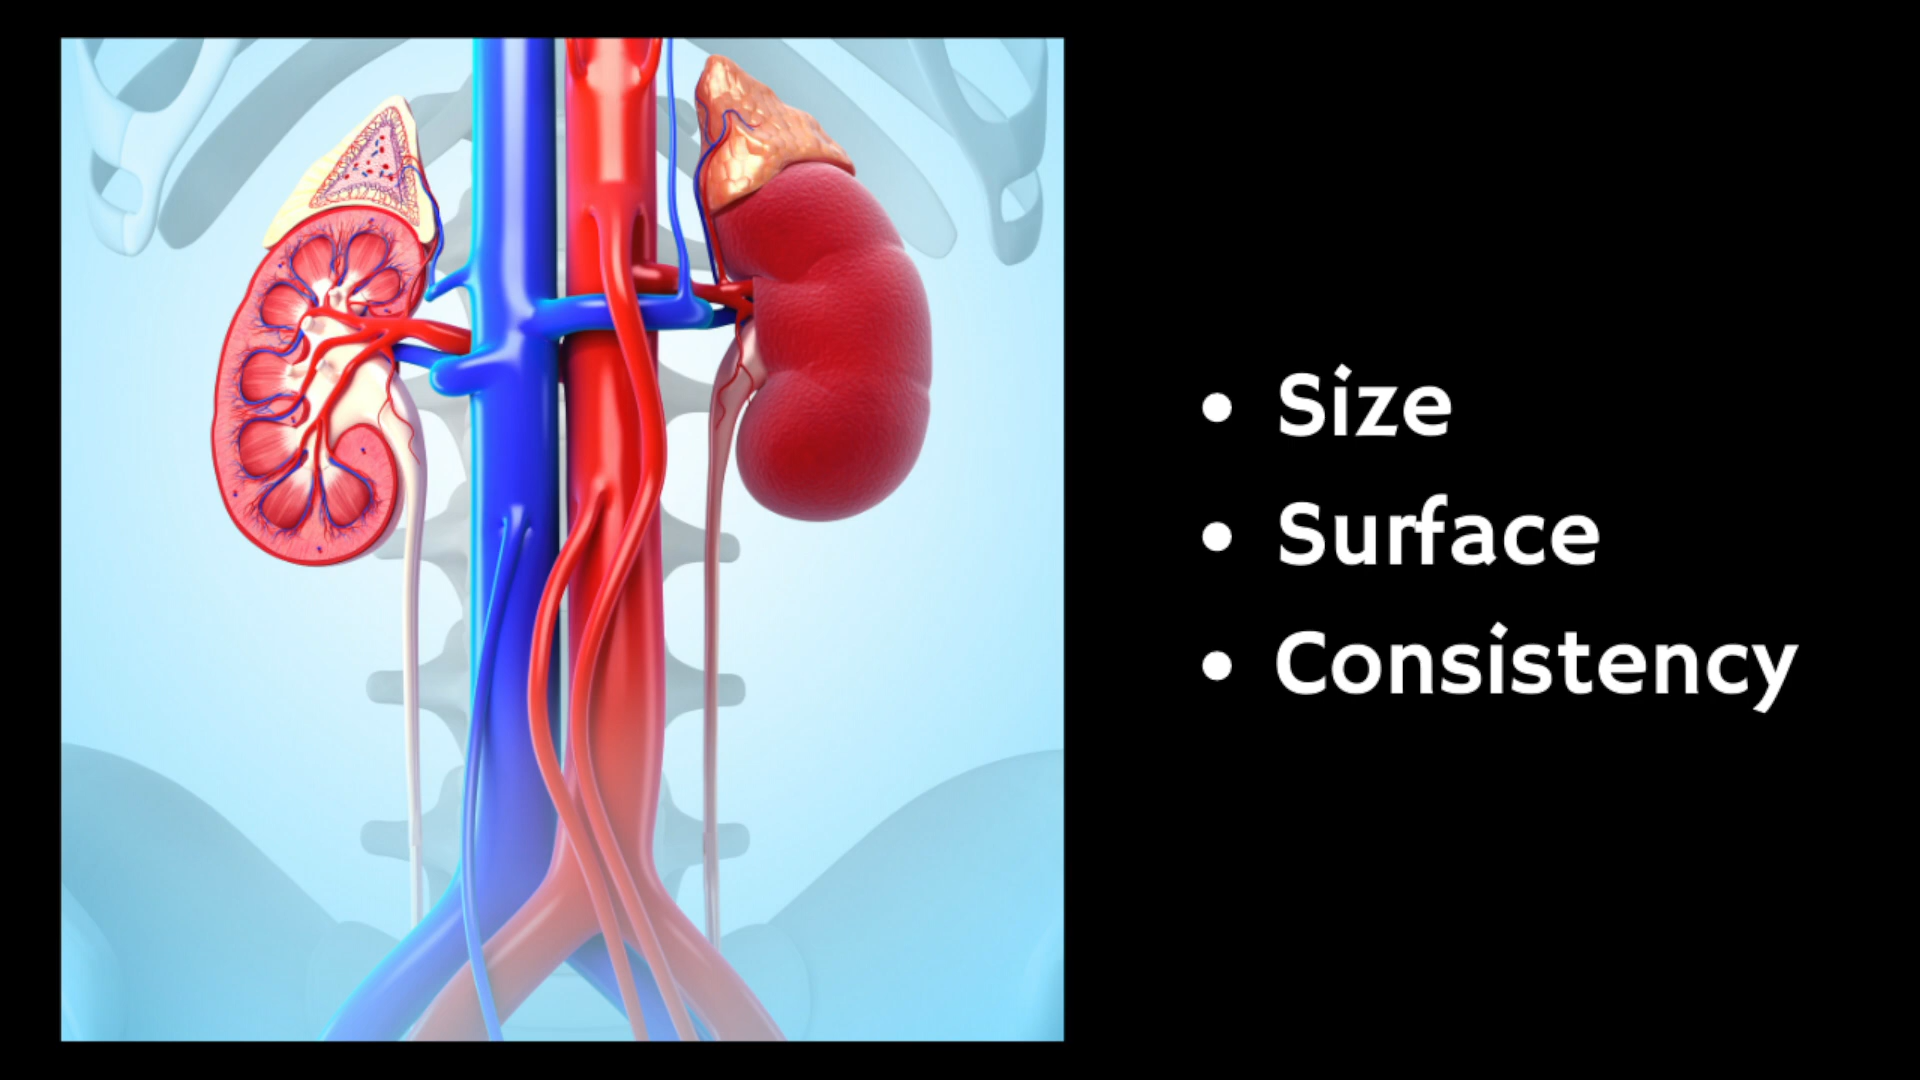 • Size
• Surface
• Consistency